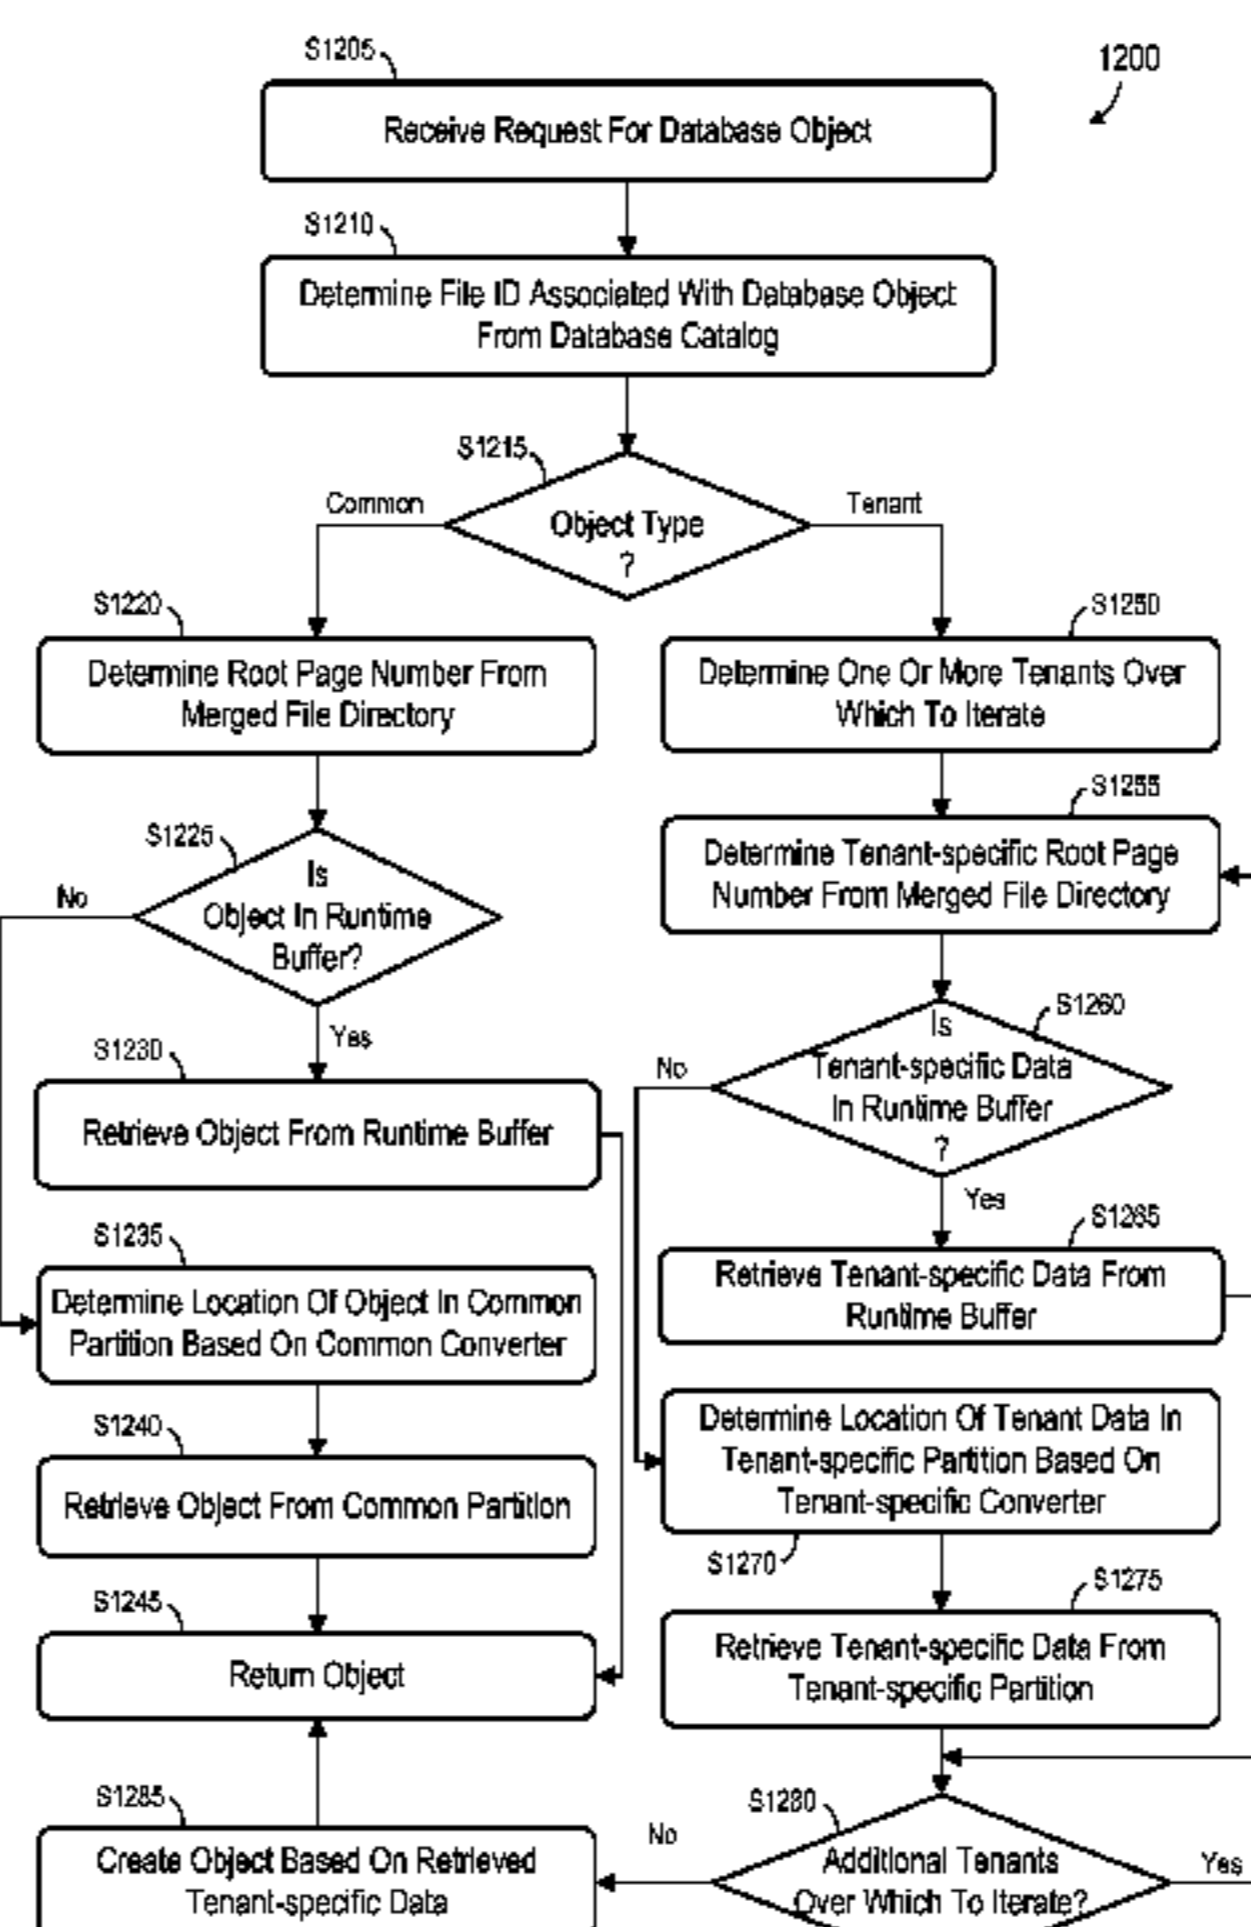 S1205
1200
Receive Request For Database Object
S1210
Determine File ID Associated With Database Object
From Database Catalog
S1215
Common
Tenant
Object Type
?
S1220
Determine Root Page Number From
Merged File Directory
S1225
Is
Object In Runtime
Buffer?
No
Yes
S1230
Retrieve Object From Runtime Buffer
S1235
Determine Location Of Object In Common
Partition Based On Common Converter
S1240
Retrieve Object From Common Partition
S1245
Return Object
S1250
Determine One Or More Tenants Over
Which To Iterate
S1255
Determine Tenant-specific Root Page
Number From Merged File Directory
S1260
Is
Tenant-specific Data
In Runtime Buffer
?
No
Yes
S1265
Retrieve Tenant-specific Data From
Runtime Buffer
Determine Location Of Tenant Data In
Tenant-specific Partition Based On
Tenant-specific Converter
S1270
S1275
Retrieve Tenant-specific Data From
Tenant-specific Partition
S1280
Additional Tenants
Over Which To Iterate?
No
Yes
S1285
Create Object Based On Retrieved
Tenant-specific Data